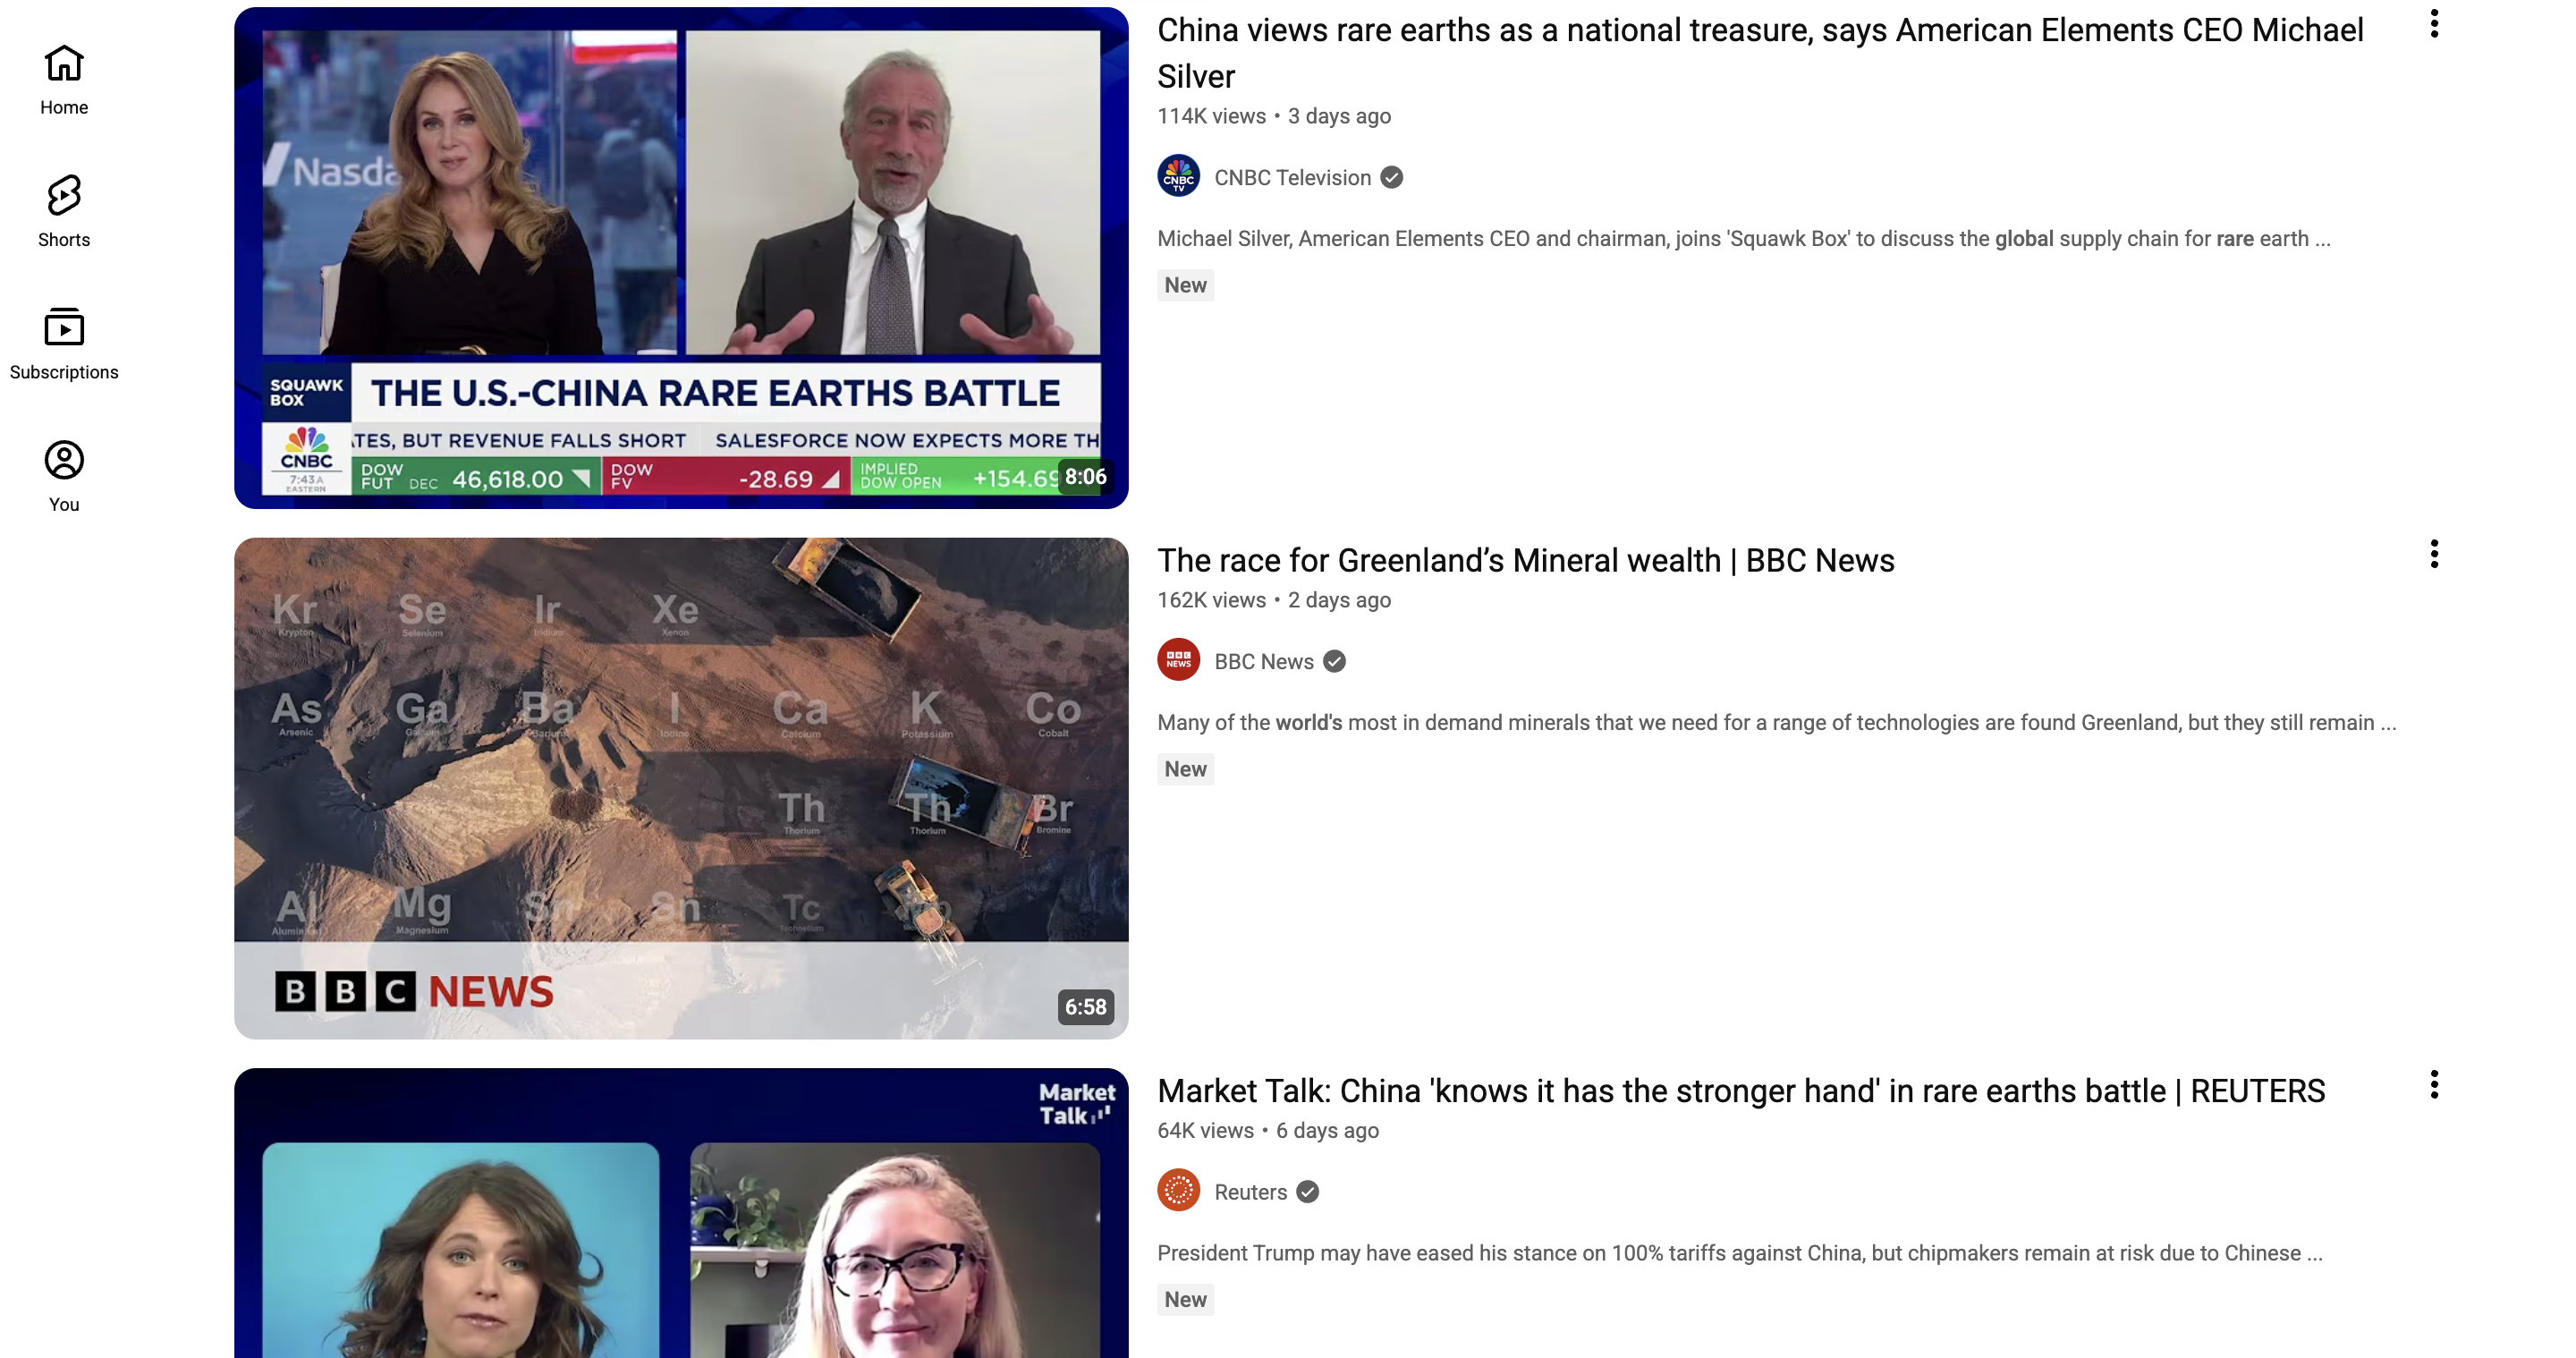 Home
Shorts
Subscriptions
You
Nasda
SQUAWK
BOX
THE U.S.-CHINA RARE EARTHS BATTLE
CNBC
7:43A
EASTERN
TES, BUT REVENUE FALLS SHORT SALESFORCE NOW EXPECTS MORE TH
DOW
FUT DEC 46,618.00
DOW
FV -28.69
IMPLIED
DOW OPEN +154.69
8:06
China views rare earths as a national treasure, says American Elements CEO Michael
Silver
114K views • 3 days ago
CNBC
TV
CNBC Television
Michael Silver, American Elements CEO and chairman, joins 'Squawk Box' to discuss the global supply chain for rare earth ...
New
Kr Se Ir Xe
Krypton Selenium Iridium Xenon
As Ga Ba I Ca K Co
Arsenic Barium Iodine Calcium Potassium Cobalt
Th Th Br
Thorium Thorium Bromine
Al Mg Sn Sn Tc
Magnesium Technetium
BBC NEWS
6:58
The race for Greenland’s Mineral wealth | BBC News
162K views • 2 days ago
BBC
NEWS
BBC News
Many of the world's most in demand minerals that we need for a range of technologies are found Greenland, but they still remain ...
New
Market
Talk
Market Talk: China 'knows it has the stronger hand' in rare earths battle | REUTERS
64K views • 6 days ago
Reuters
President Trump may have eased his stance on 100% tariffs against China, but chipmakers remain at risk due to Chinese ...
New